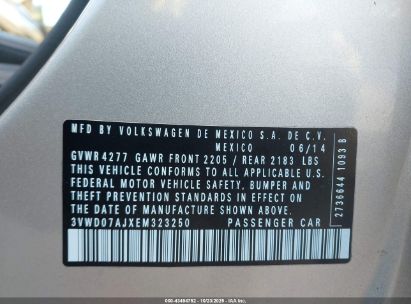 MFD BY VOLKSWAGEN DE MEXICO S.A. DE C.V.
MEXICO 06/14
GVWR 4277 GAWR FRONT 2205 / REAR 2183 LBS
THIS VEHICLE CONFORMS TO ALL APPLICABLE U.S.
FEDERAL MOTOR VEHICLE SAFETY, BUMPER AND
THEFT PREVENTION STANDARDS IN EFFECT ON THE
DATE OF MANUFACTURE SHOWN ABOVE.
3VWD07AJXEM323250 PASSENGER CAR
2736644 1093 B